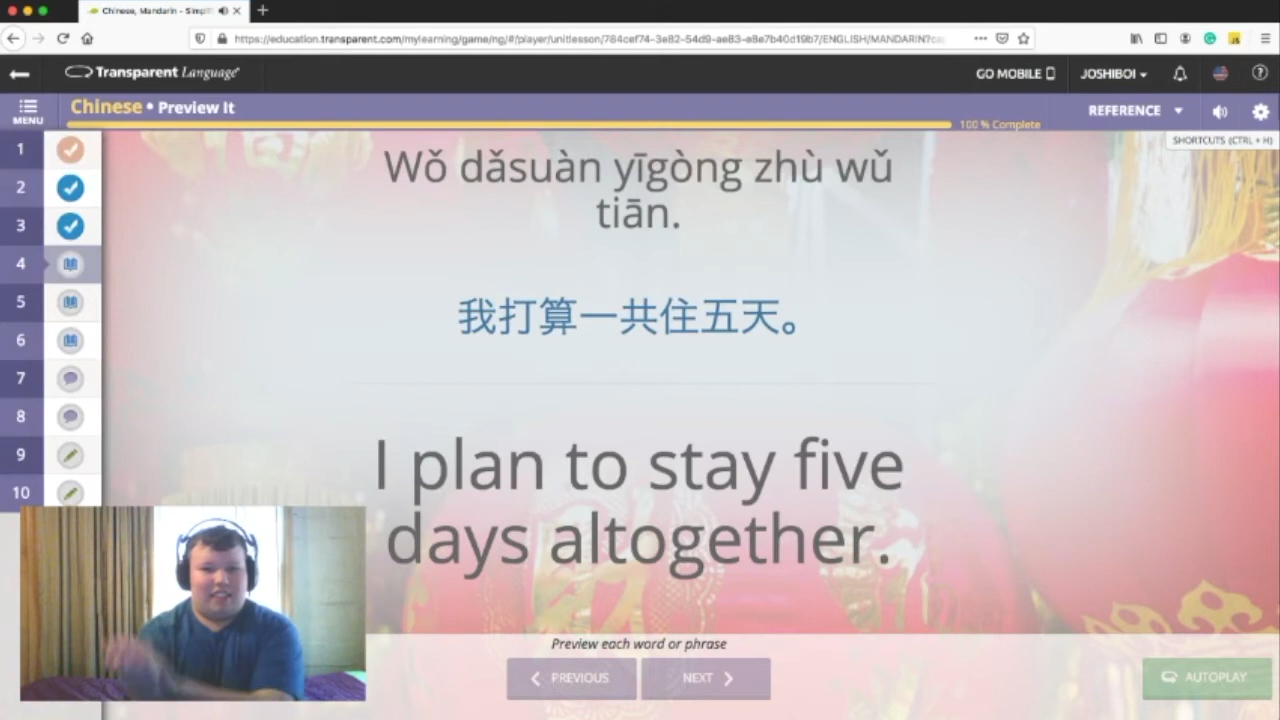 Chinese, Mandarin - Simpl
https://education.transparent.com/mylearning/game/ng/#/player/unitlesson/784cef74-3e82-54d9-ae83-e8e7b40d19b7/ENGLISH/MANDARIN?
Transparent Language
GO MOBILE
JOSHIBOI
MENU
Chinese • Preview It
100 % Complete
REFERENCE
SHORTCUTS (CTRL + H)
1
2
3
4
5
6
7
8
9
10
Wǒ dǎsuàn yīgòng zhù wǔ
tiān.
我打算一共住五天。
I plan to stay five
days altogether.
Preview each word or phrase
PREVIOUS
NEXT
AUTOPLAY